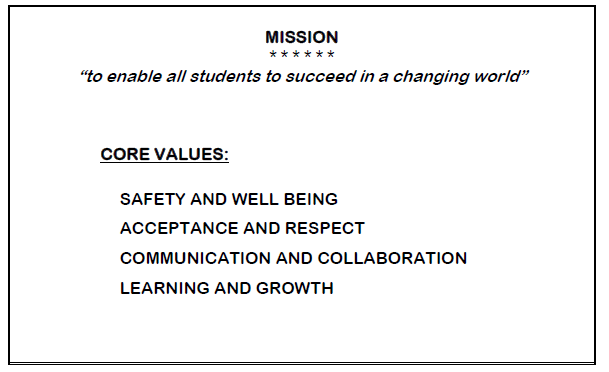 MISSION
******
“to enable all students to succeed in a changing world”
CORE VALUES:
SAFETY AND WELL BEING
ACCEPTANCE AND RESPECT
COMMUNICATION AND COLLABORATION
LEARNING AND GROWTH